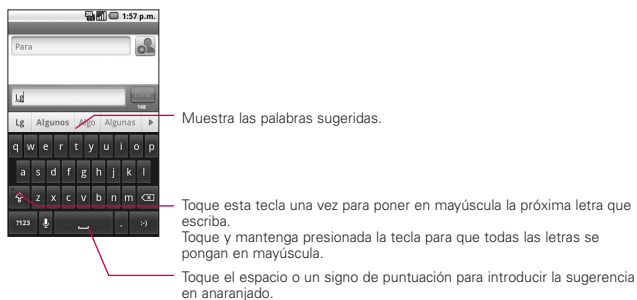 1:57 p.m.
Para
Lg
Enviar
148
Lg Algunos Algo Algunas
q w e r t y u i o p
a s d f g h j k l
z x c v b n m
?123 . :-)
Muestra las palabras sugeridas.
Toque esta tecla una vez para poner en mayúscula la próxima letra que
escriba.
Toque y mantenga presionada la tecla para que todas las letras se
pongan en mayúscula.
Toque el espacio o un signo de puntuación para introducir la sugerencia
en anaranjado.